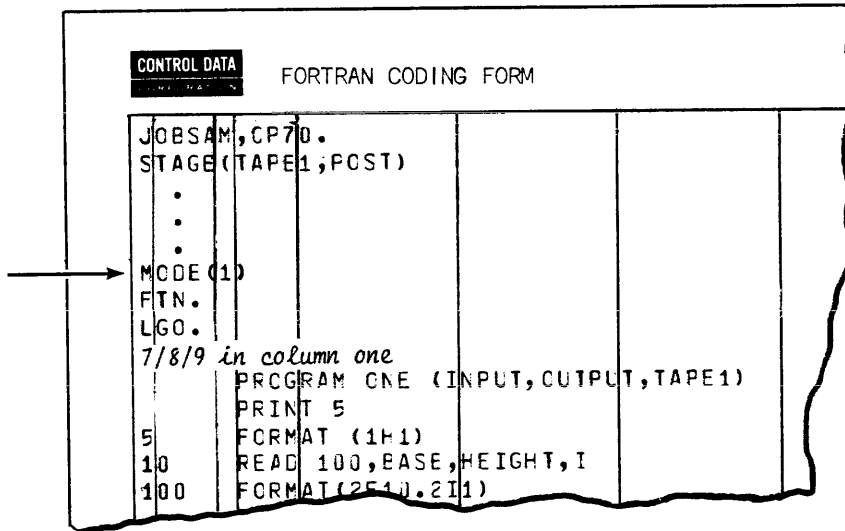 CONTROL DATA
CORPORATION
FORTRAN CODING FORM
JOBSAM,CP70.
STAGE(TAPE1,POST)
.
.
.
MODE(1)
FTN.
LGO.
7/8/9 in column one
PROGRAM ONE (INPUT,OUTPUT,TAPE1)
PRINT 5
5 FORMAT (1H1)
10 READ 100,BASE,HEIGHT,I
100 FORMAT(2F10.2I1)